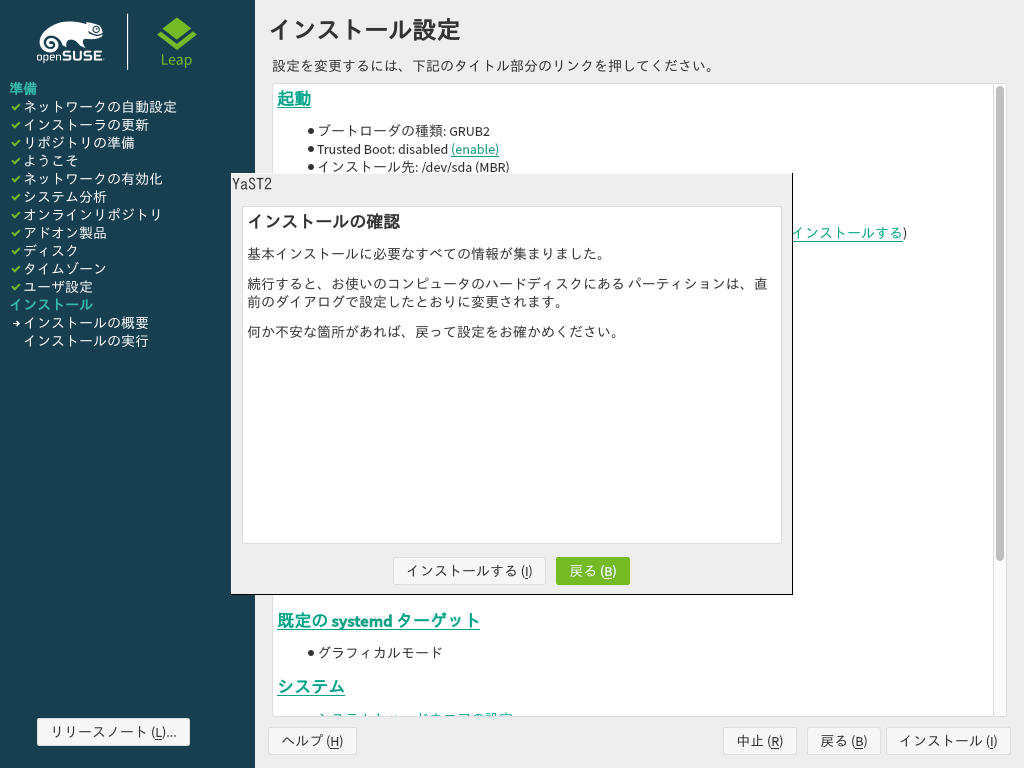 openSUSE
Leap
準備
ネットワークの自動設定
インストーラの更新
リポジトリの準備
ようこそ
ネットワークの有効化
システム分析
オンラインリポジトリ
アドオン製品
ディスク
タイムゾーン
ユーザ設定
インストール
インストールの概要
インストールの実行
リリースノート (L)...
インストール設定
設定を変更するには、下記のタイトル部分のリンクを押してください。
起動
ブートローダの種類: GRUB2
Trusted Boot: disabled (enable)
インストール先: /dev/sda (MBR)
インストールする)
YaST2
インストールの確認
基本インストールに必要なすべての情報が集まりました。
続行すると、お使いのコンピュータのハードディスクにある パーティションは、直
前のダイアログで設定したとおりに変更されます。
何か不安な箇所があれば、戻って設定をお確かめください。
インストールする (I)
戻る (B)
既定の systemd ターゲット
グラフィカルモード
システム
システムとハードウエアの設定
ヘルプ (H)
中止 (R)
戻る (B)
インストール (I)